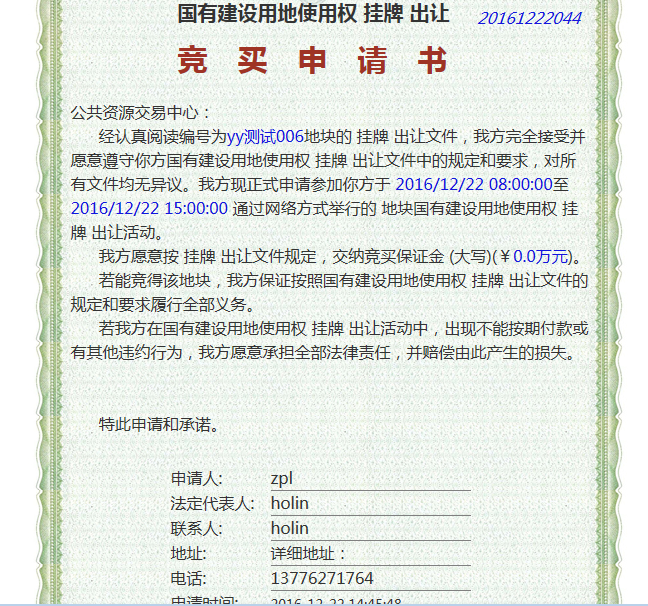 国有建设用地使用权 挂牌 出让 20161222044
竞 买 申 请 书
公共资源交易中心：
经认真阅读编号为yy测试006地块的 挂牌 出让文件，我方完全接受并
愿意遵守你方国有建设用地使用权 挂牌 出让文件中的规定和要求，对所
有文件均无异议。我方现正式申请参加你方于 2016/12/22 08:00:00至
2016/12/22 15:00:00 通过网络方式举行的 地块国有建设用地使用权 挂
牌 出让活动。
我方愿意按 挂牌 出让文件规定，交纳竞买保证金 (大写)(￥0.0万元)。
若能竞得该地块，我方保证按照国有建设用地使用权 挂牌 出让文件的
规定和要求履行全部义务。
若我方在国有建设用地使用权 挂牌 出让活动中，出现不能按期付款或
有其他违约行为，我方愿意承担全部法律责任，并赔偿由此产生的损失。
特此申请和承诺。
申请人: zpl
法定代表人: holin
联系人: holin
地址: 详细地址：
电话: 13776271764
申请时间: 2016-12-22 14:45:48